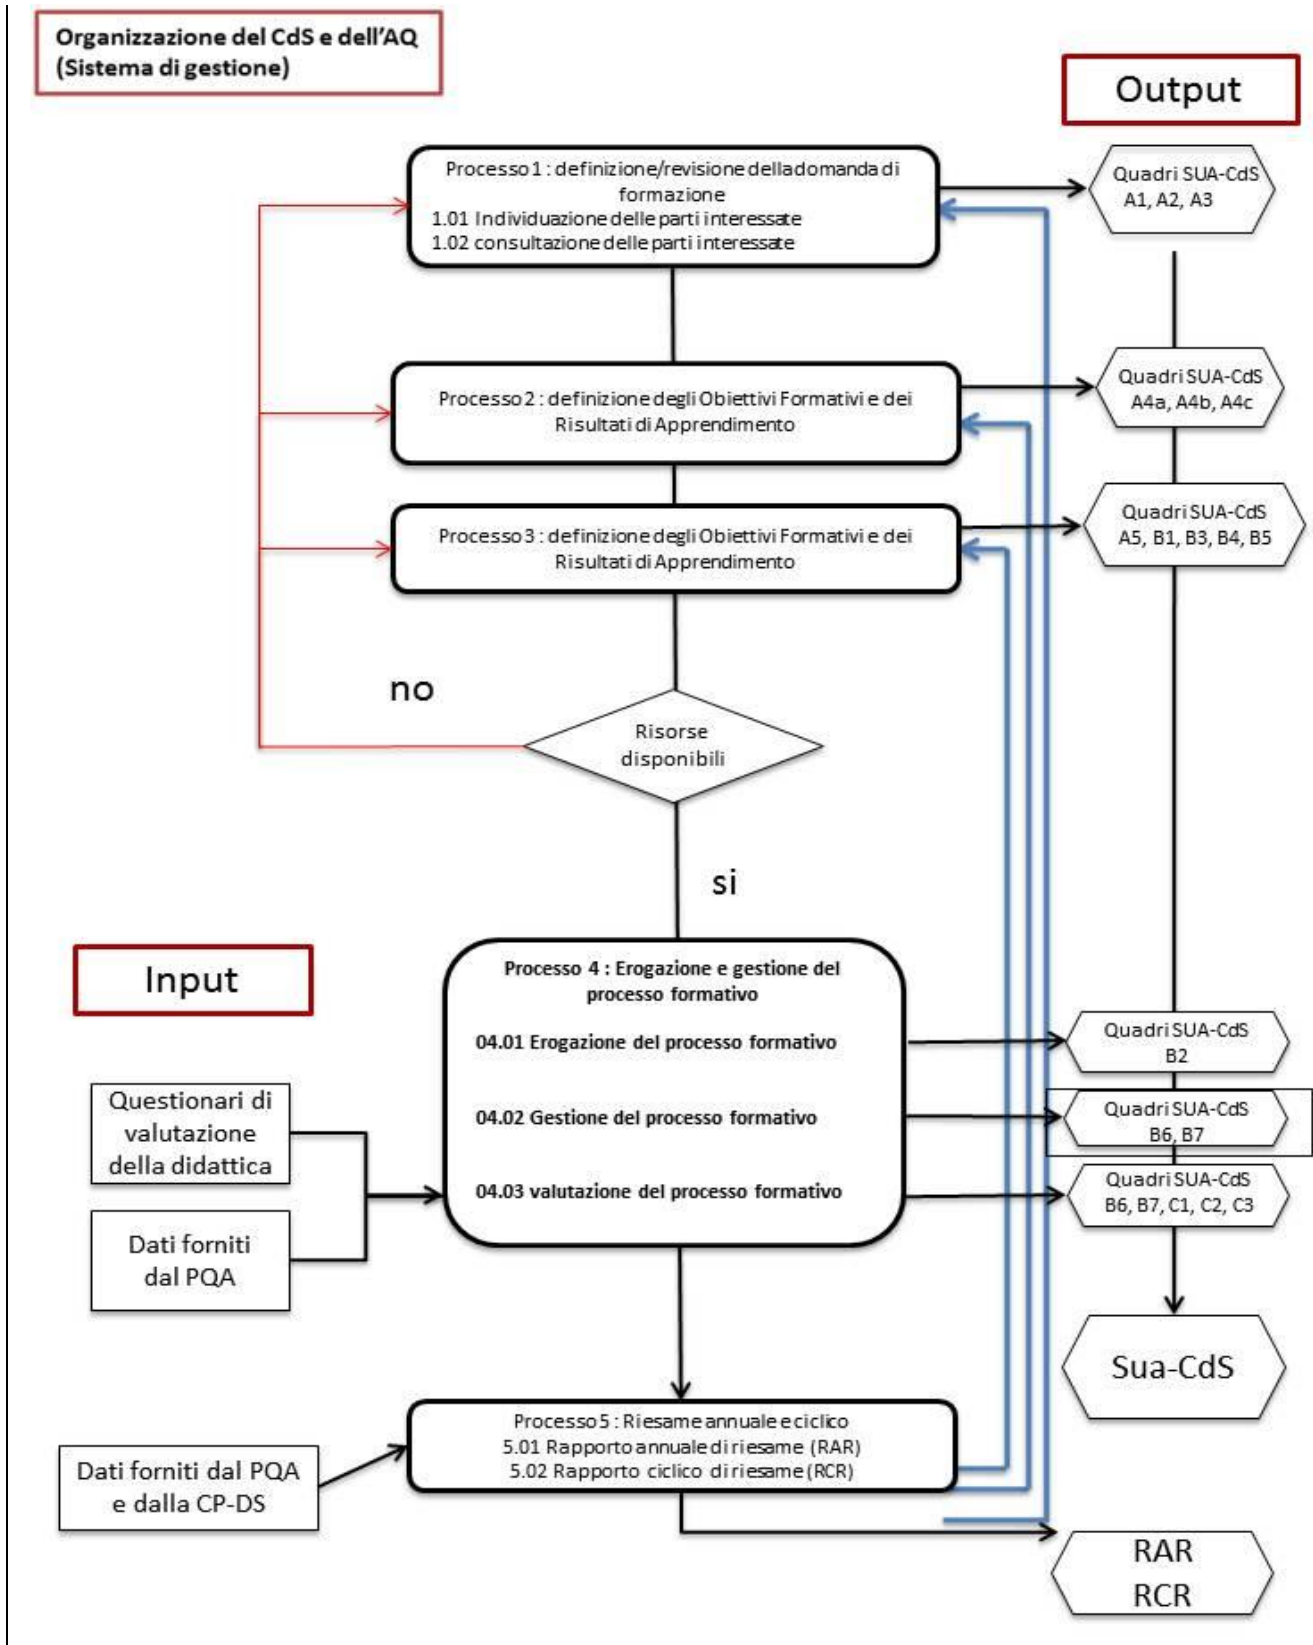 Organizzazione del CdS e dell'AQ
(Sistema di gestione)
Output
Processo 1 : definizione/revisione della domanda di
formazione
1.01 Individuazione delle parti interessate
1.02 consultazione delle parti interessate
Quadri SUA-CdS
A1, A2, A3
Processo 2 : definizione degli Obiettivi Formativi e dei
Risultati di Apprendimento
Quadri SUA-CdS
A4a, A4b, A4c
Processo 3 : definizione degli Obiettivi Formativi e dei
Risultati di Apprendimento
Quadri SUA-CdS
A5, B1, B3, B4, B5
no
Risorse
disponibili
si
Input
Processo 4 : Erogazione e gestione del
processo formativo
04.01 Erogazione del processo formativo
04.02 Gestione del processo formativo
04.03 valutazione del processo formativo
Quadri SUA-CdS
B2
Quadri SUA-CdS
B6, B7
Quadri SUA-CdS
B6, B7, C1, C2, C3
Questionari di
valutazione
della didattica
Dati forniti
dal PQA
Sua-CdS
Processo 5 : Riesame annuale e ciclico
5.01 Rapporto annuale di riesame (RAR)
5.02 Rapporto ciclico di riesame (RCR)
Dati forniti dal PQA
e dalla CP-DS
RAR
RCR